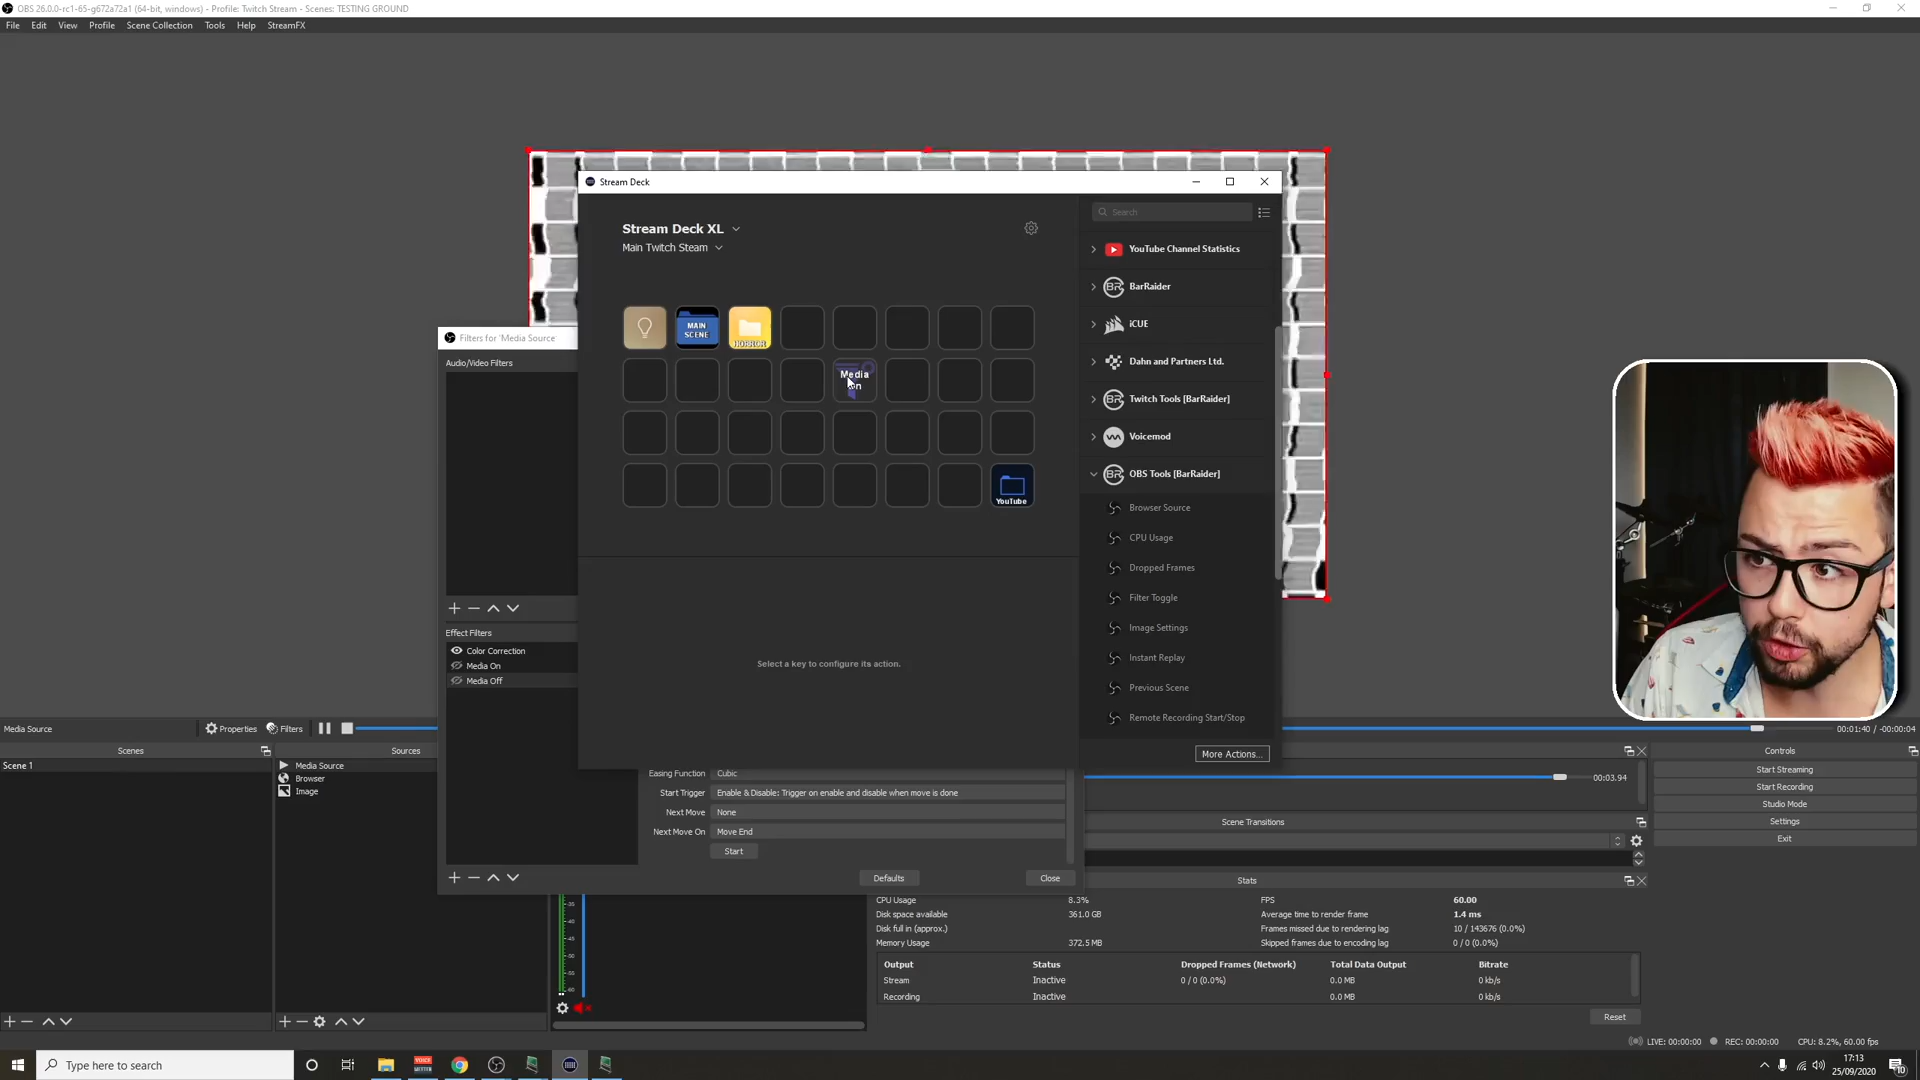 OBS 26.0.0-rc1-65-g672a72a1 (64-bit, windows) - Profile: Twitch Stream - Scenes: TESTING GROUND
File Edit View Profile Scene Collection Tools Help StreamFX
Stream Deck
Stream Deck XL
Main Twitch Steam
MAIN
SCENE
HORROR
Media
on
YouTube
Select a key to configure its action.
Search
YouTube Channel Statistics
BarRaider
iCUE
Dahn and Partners Ltd.
Twitch Tools [BarRaider]
Voicemod
OBS Tools [BarRaider]
Browser Source
CPU Usage
Dropped Frames
Filter Toggle
Image Settings
Instant Replay
Previous Scene
Remote Recording Start/Stop
More Actions...
Filters for 'Media Source'
Audio/Video Filters
Effect Filters
Color Correction
Media On
Media Off
Easing Function Cubic
Start Trigger Enable & Disable: Trigger on enable and disable when move is done
Next Move None
Next Move On Move End
Start
Defaults Close
Media Source Properties Filters 00:01:40 / -00:00:04
Scenes
Scene 1
Sources
Media Source
Browser
Image
00:03.94
Scene Transitions
Controls
Start Streaming
Start Recording
Studio Mode
Settings
Exit
Stats
CPU Usage 8.3% FPS 60.00
Disk space available 361.0 GB Average time to render frame 1.4 ms
Disk full in (approx.) Frames missed due to rendering lag 10 / 143676 (0.0%)
Memory Usage 372.5 MB Skipped frames due to encoding lag 0 / 0 (0.0%)
Output Status Dropped Frames (Network) Total Data Output Bitrate
Stream Inactive 0 / 0 (0.0%) 0.0 MB 0 kb/s
Recording Inactive 0.0 MB 0 kb/s
Reset
-35
-40
-45
-50
-55
-60
LIVE: 00:00:00 REC: 00:00:00 CPU: 8.2%, 60.00 fps
Type here to search
17:13
25/09/2020